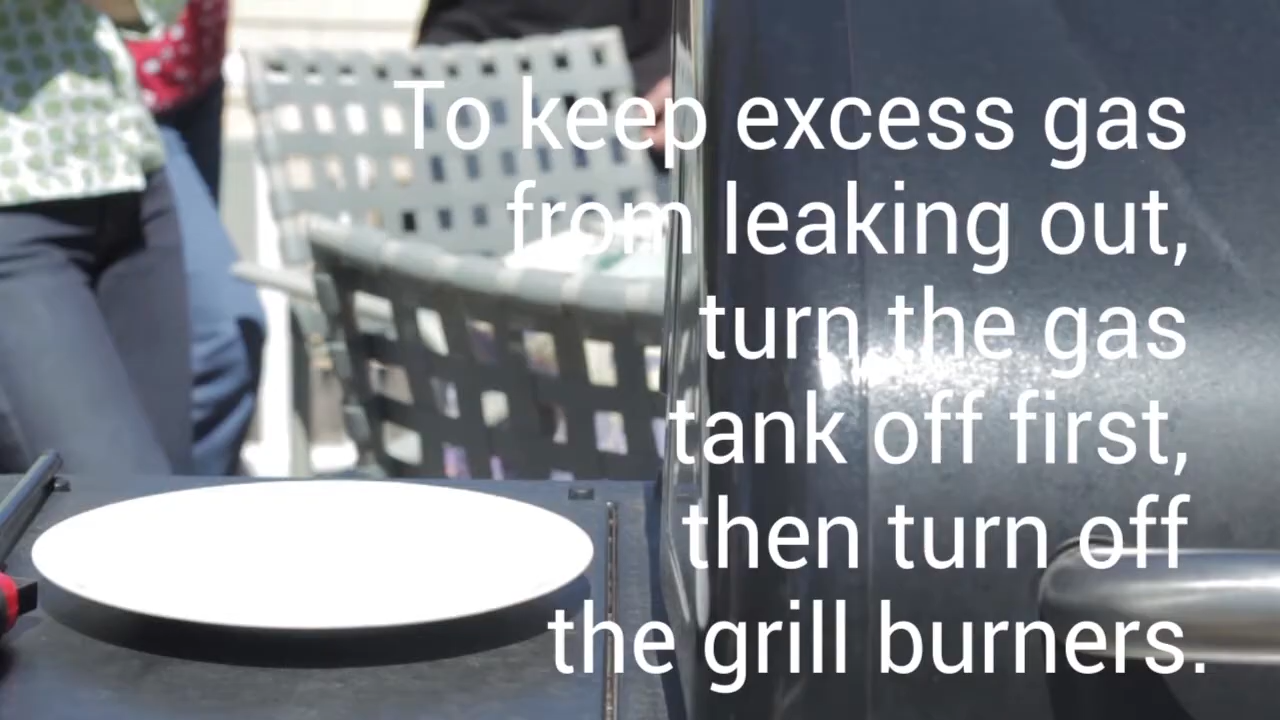 To keep excess gas
from leaking out,
turn the gas
tank off first,
then turn off
the grill burners.